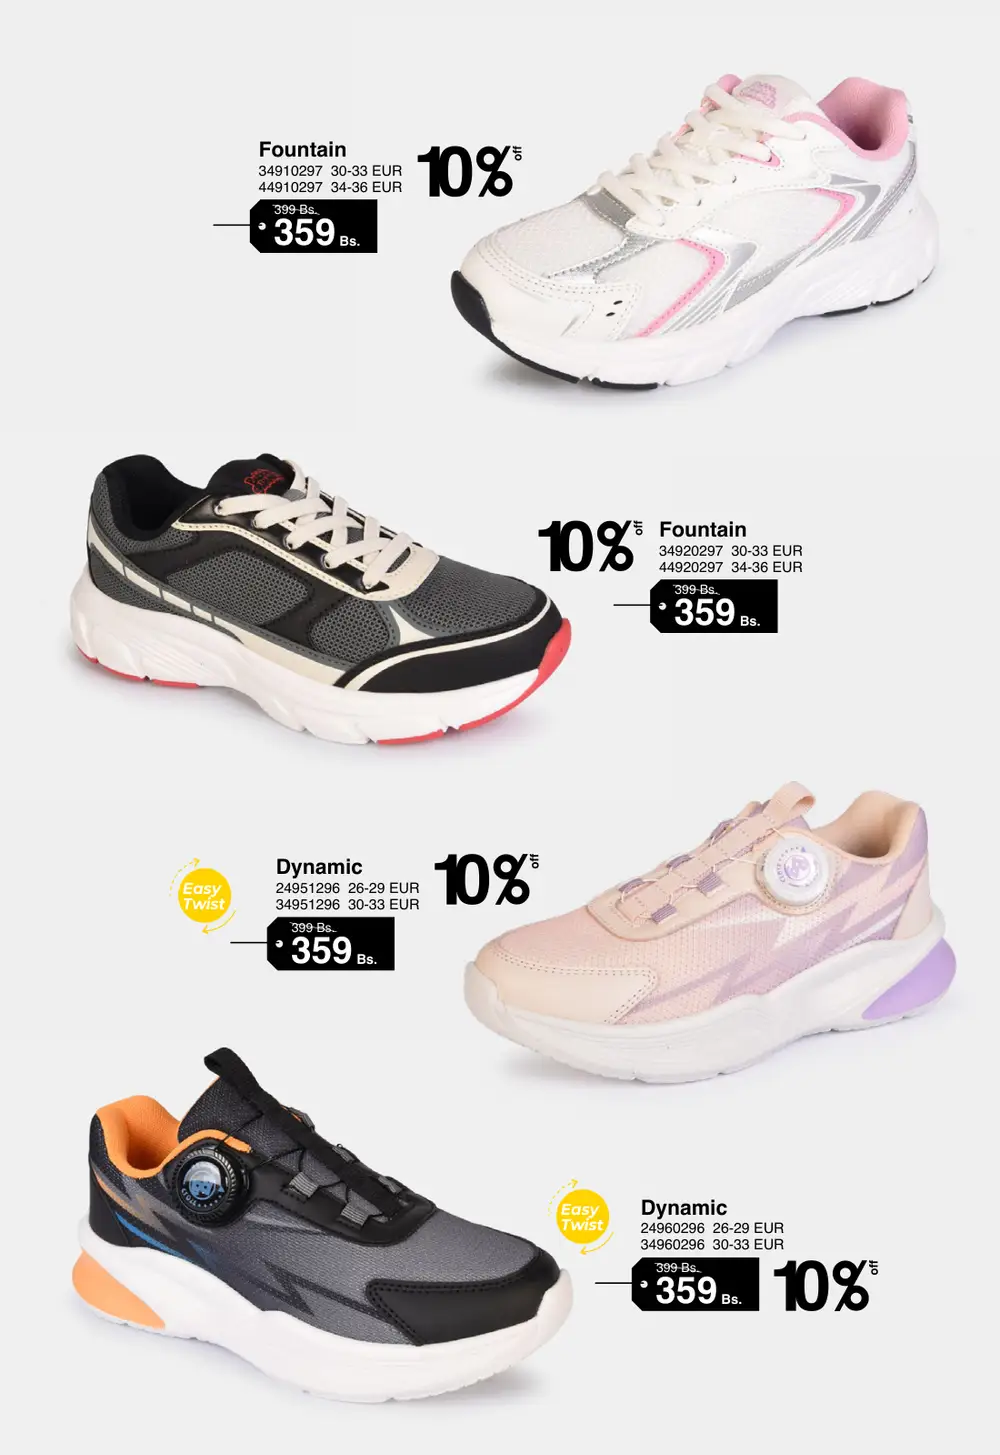 Fountain
34910297 30-33 EUR
44910297 34-36 EUR
399 Bs.
359 Bs.
10% off
10% off
Fountain
34920297 30-33 EUR
44920297 34-36 EUR
399 Bs.
359 Bs.
Easy
Twist
Dynamic
24951296 26-29 EUR
34951296 30-33 EUR
399 Bs.
359 Bs.
10% off
Easy
Twist
Dynamic
24960296 26-29 EUR
34960296 30-33 EUR
399 Bs.
359 Bs.
10% off